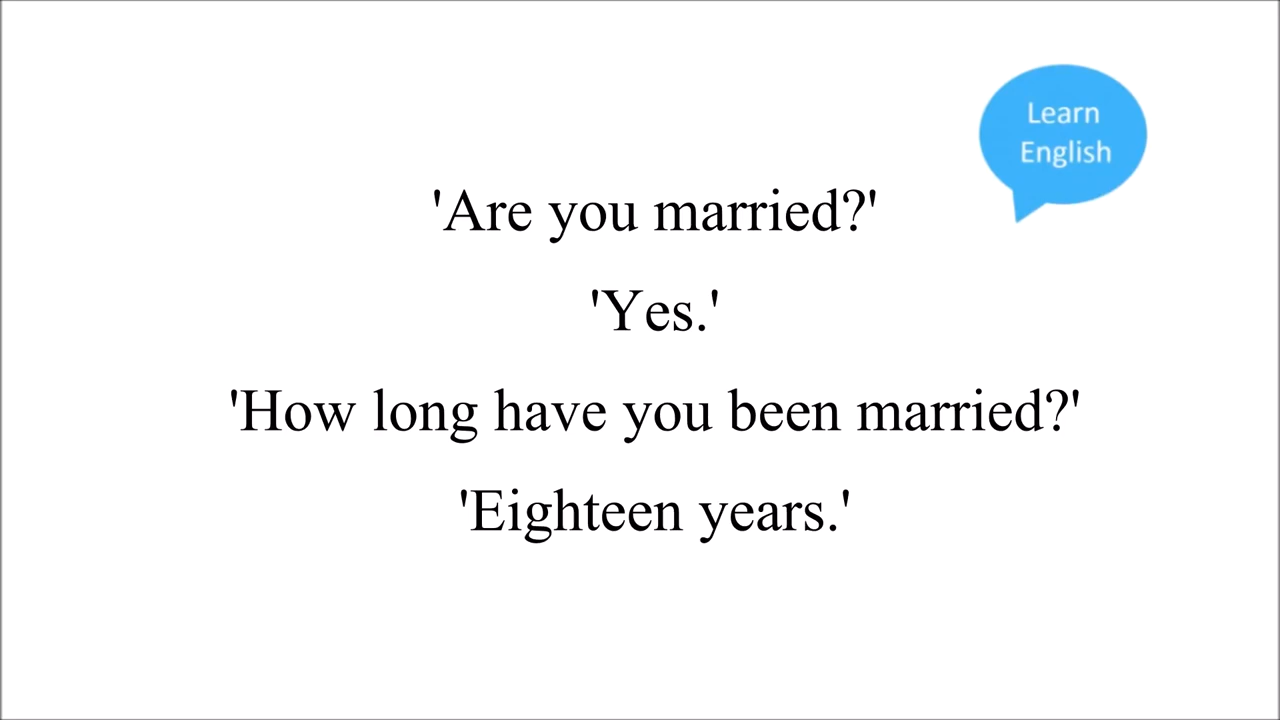 Learn
English
'Are you married?'
'Yes.'
'How long have you been married?'
'Eighteen years.'